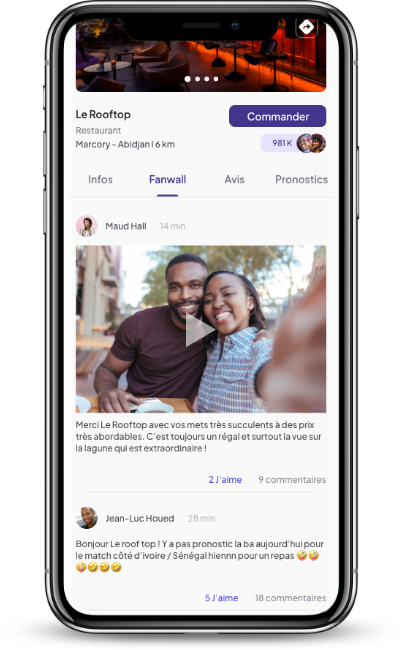 Le Rooftop
Commander
Restaurant
Marcory - Abidjan I 6 km
981 K
Infos
Fanwall
Avis
Pronostics
Maud Hall 14 min
Merci Le Rooftop avec vos mets très succulents à des prix
très abordables. C'est toujours un régal et surtout la vue sur
la lagune qui est extraordinaire !
2 J'aime 9 commentaires
Jean-Luc Houed 28 min
Bonjour Le roof top ! Y a pas pronostic la ba aujourd'hui pour
le match côté d'ivoire / Sénégal hiennn pour un repas 🤪🤪
🤪🤣🤣🤣
5 J'aime 18 commentaires